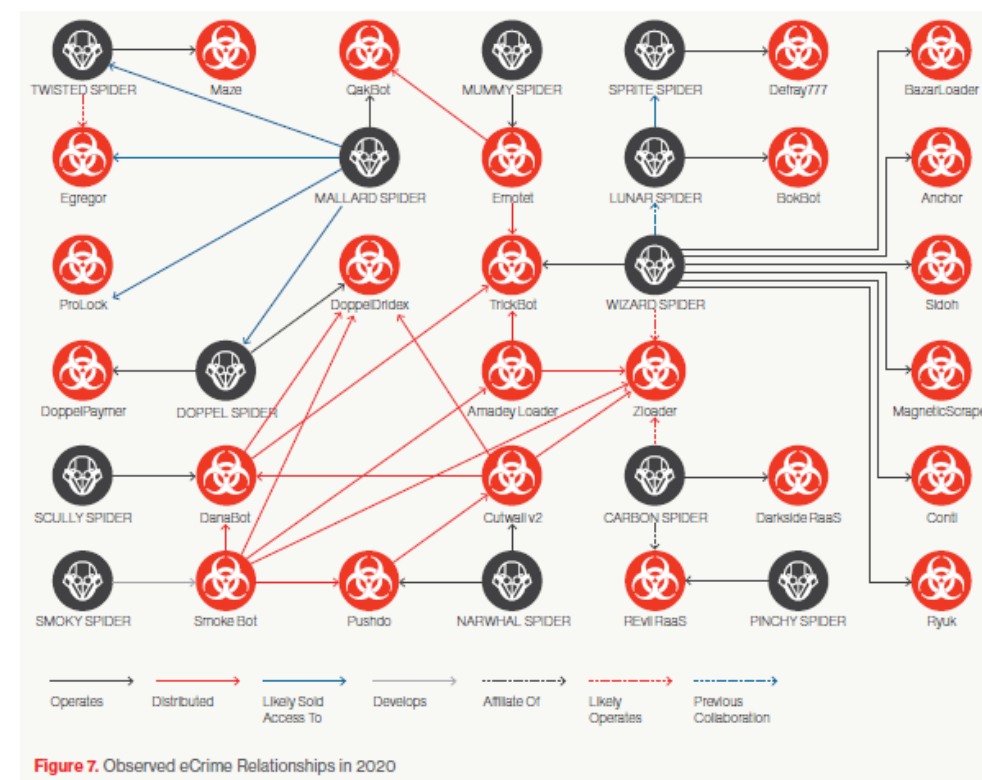 TWISTED SPIDER
Maze
QakBot
MUMMY SPIDER
SPRITE SPIDER
Defray777
BazarLoader
Egregor
MALLARD SPIDER
Emotet
LUNAR SPIDER
BokBot
Anchor
ProLock
DoppelDridex
TrickBot
WIZARD SPIDER
Sidoh
DoppelPaymer
DOPPEL SPIDER
Amadey Loader
Zloader
MagneticScrape
SCULLY SPIDER
DanaBot
Cutwail v2
CARBON SPIDER
Darkside RaaS
Conti
SMOKY SPIDER
Smoke Bot
Pushdo
NARWHAL SPIDER
REvil RaaS
PINCHY SPIDER
Ryuk
Operates
Distributed
Likely Sold
Access To
Develops
Affiliate Of
Likely
Operates
Previous
Collaboration
Figure 7. Observed eCrime Relationships in 2020